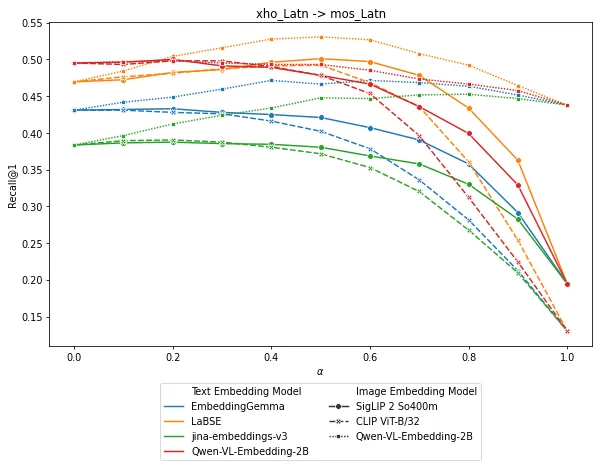 xho_Latn -> mos_Latn
0.55
0.50
0.45
0.40
0.35
0.30
0.25
0.20
0.15
Recall@1
0.0 0.2 0.4 0.6 0.8 1.0
α
Text Embedding Model Image Embedding Model
EmbeddingGemma SigLIP 2 So400m
LaBSE CLIP ViT-B/32
jina-embeddings-v3 Qwen-VL-Embedding-2B
Qwen-VL-Embedding-2B